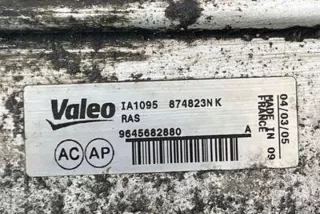 Valeo
IA1095 874823NK
RAS
9645682880 A
AC AP
MADE IN
FRANCE 09
04/03/05